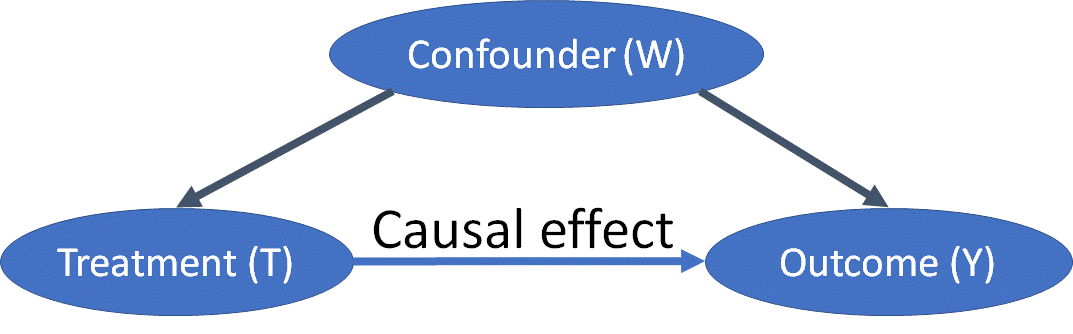 Confounder (W)
Causal effect
Treatment (T)
Outcome (Y)